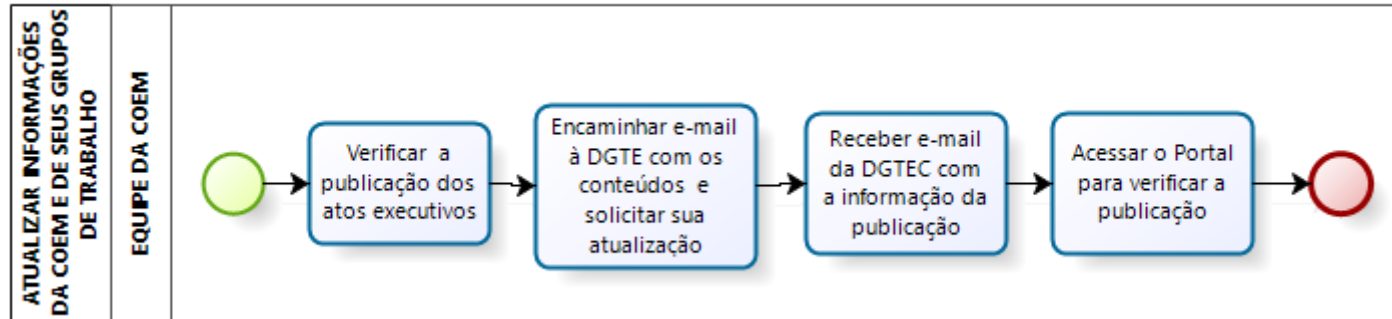 ATUALIZAR INFORMAÇÕES
DA COEM E DE SEUS GRUPOS
DE TRABALHO
EQUIPE DA COEM
Verificar a
publicação dos
atos executivos
Encaminhar e-mail
à DGTE com os
conteúdos e
solicitar sua
atualização
Receber e-mail
da DGTEC com
a informação da
publicação
Acessar o Portal
para verificar a
publicação